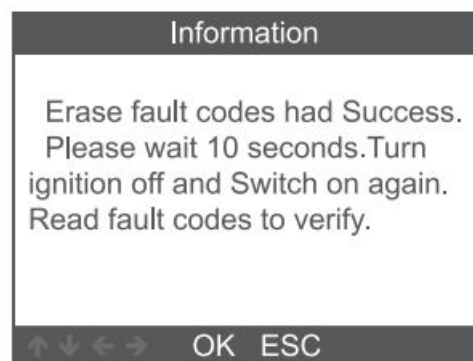 Information
Erase fault codes had Success.
Please wait 10 seconds.Turn
ignition off and Switch on again.
Read fault codes to verify.
OK ESC